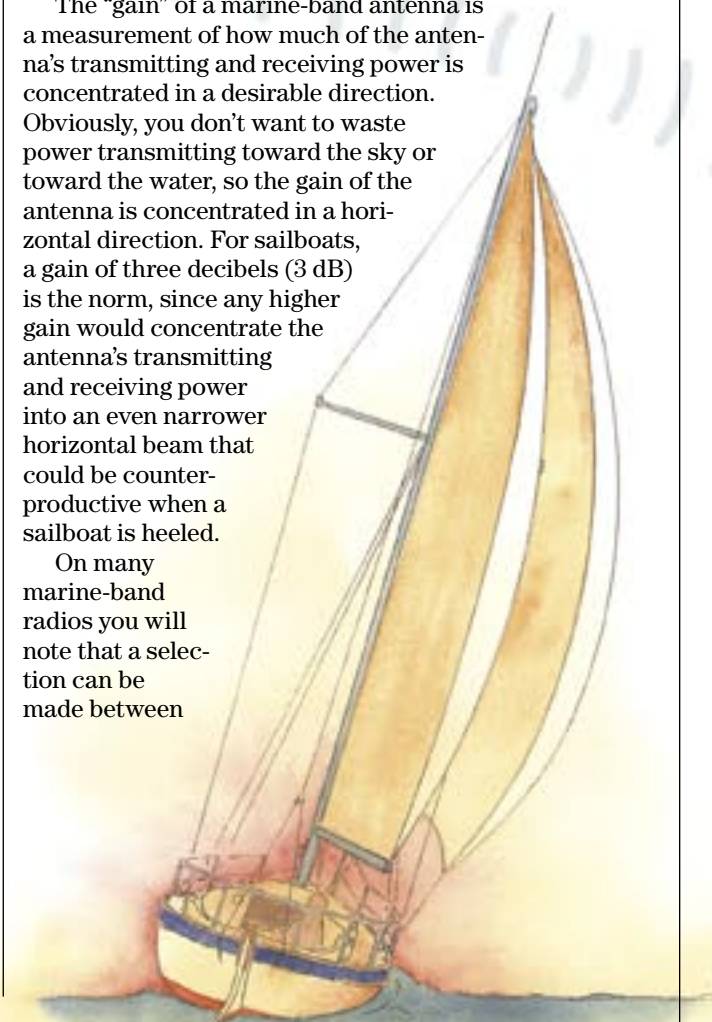 The “gain” of a marine-band antenna is
a measurement of how much of the anten-
na’s transmitting and receiving power is
concentrated in a desirable direction.
Obviously, you don’t want to waste
power transmitting toward the sky or
toward the water, so the gain of the
antenna is concentrated in a hori-
zontal direction. For sailboats,
a gain of three decibels (3 dB)
is the norm, since any higher
gain would concentrate the
antenna’s transmitting
and receiving power
into an even narrower
horizontal beam that
could be counter-
productive when a
sailboat is heeled.
On many
marine-band
radios you will
note that a selec-
tion can be
made between